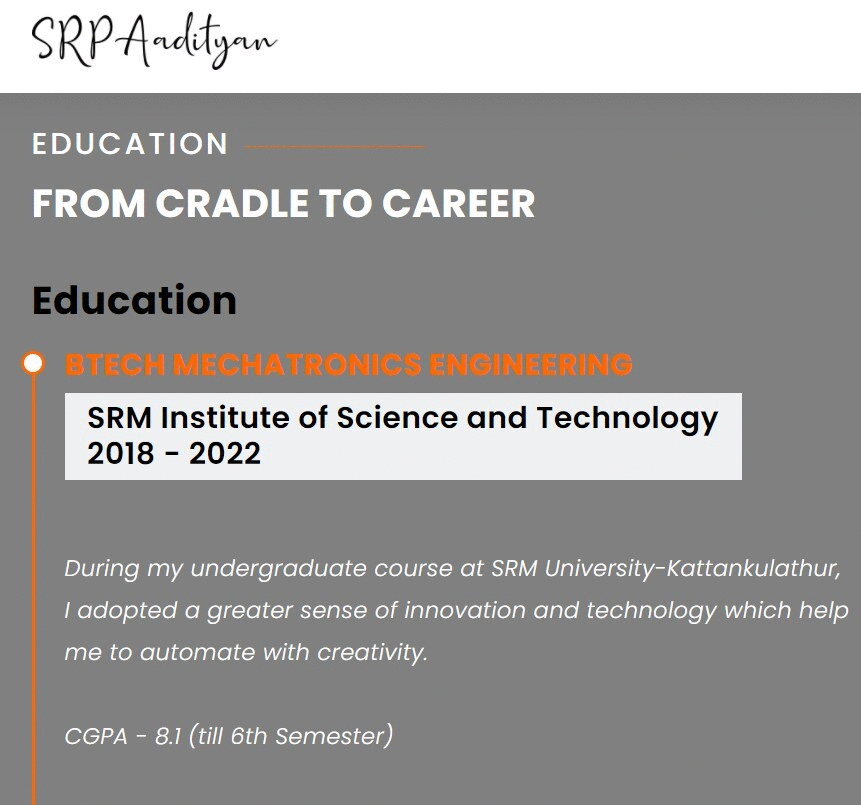 SRPAadityan
EDUCATION
FROM CRADLE TO CAREER
Education
BTECH MECHATRONICS ENGINEERING
SRM Institute of Science and Technology
2018 - 2022
During my undergraduate course at SRM University-Kattankulathur,
I adopted a greater sense of innovation and technology which help
me to automate with creativity.
CGPA - 8.1 (till 6th Semester)